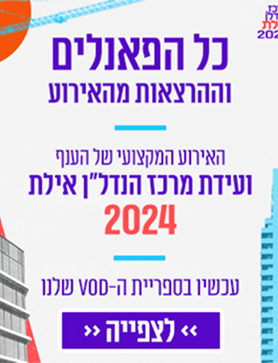 כל הפאנלים
וההרצאות מהאירוע
האירוע המקצועי של הענף
ועידת מרכז הנדל"ן אילת
2024
עכשיו בספריית ה-VOD שלנו
>> לצפייה <<